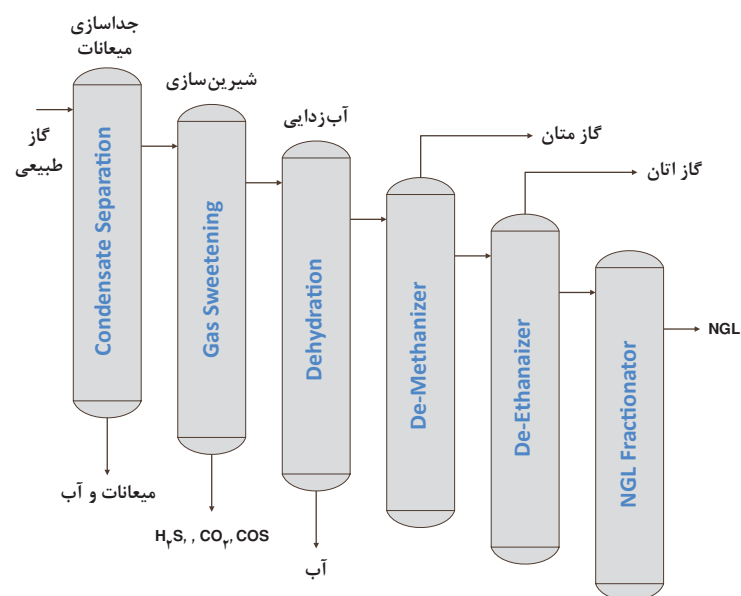 جداسازی
میعانات
شیرین‌سازی
آب‌زدایی
گاز متان
گاز اتان
گاز
طبیعی
Condensate Separation
Gas Sweetening
Dehydration
De-Methanizer
De-Ethanaizer
NGL Fractionator
NGL
میعانات و آب
H۲S, , CO۲, COS
آب